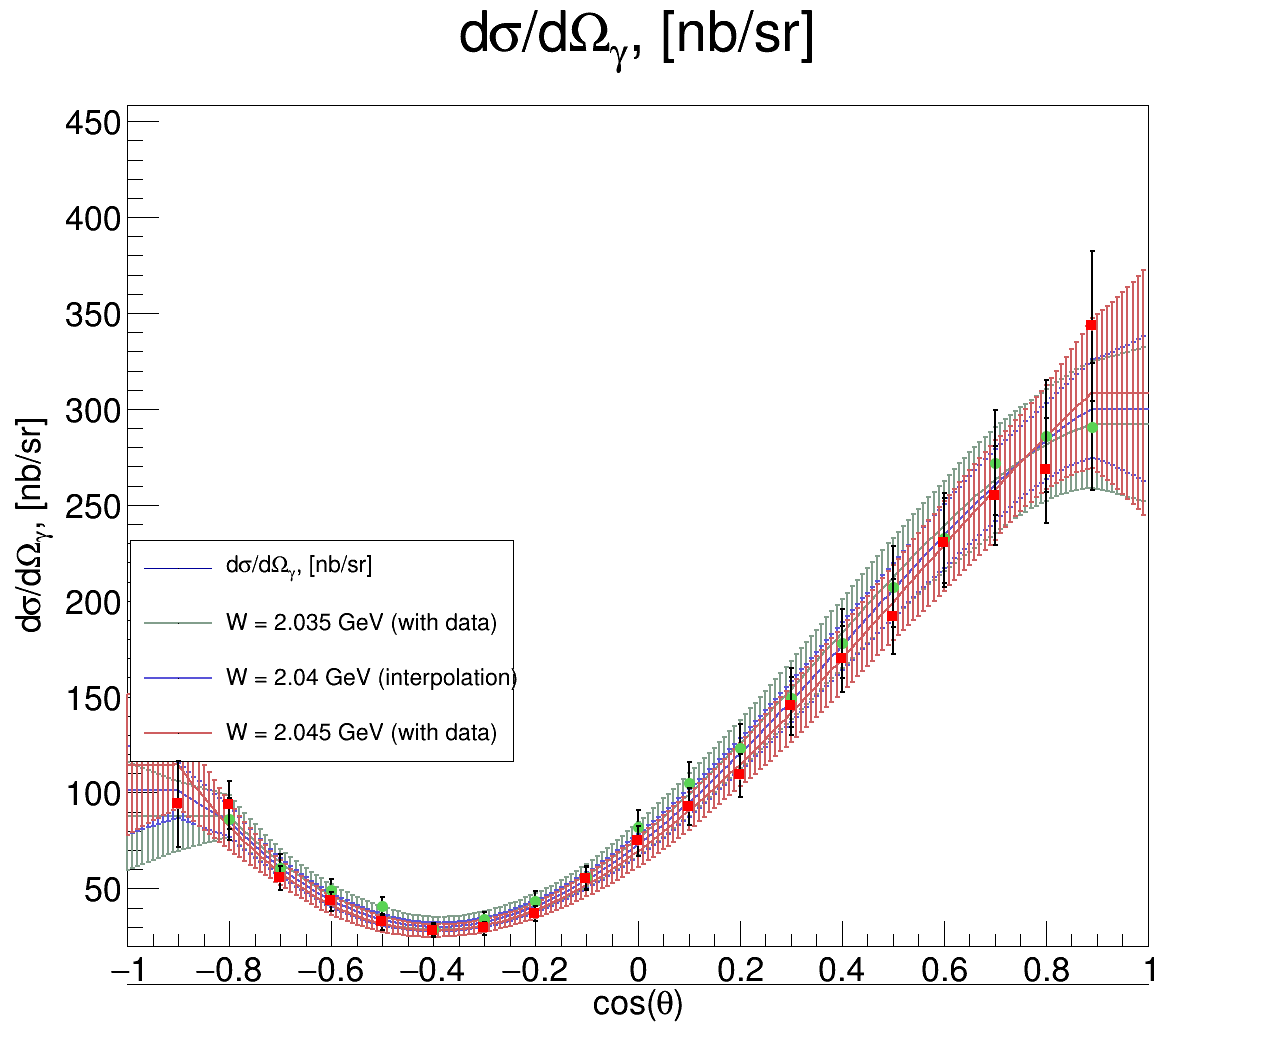 dσ/dΩγ, [nb/sr]
450
400
350
300
250
200
150
100
50
dσ/dΩγ, [nb/sr]
dσ/dΩγ, [nb/sr]
W = 2.035 GeV (with data)
W = 2.04 GeV (interpolation)
W = 2.045 GeV (with data)
−1 −0.8 −0.6 −0.4 −0.2 0 0.2 0.4 0.6 0.8 1
cos(θ)